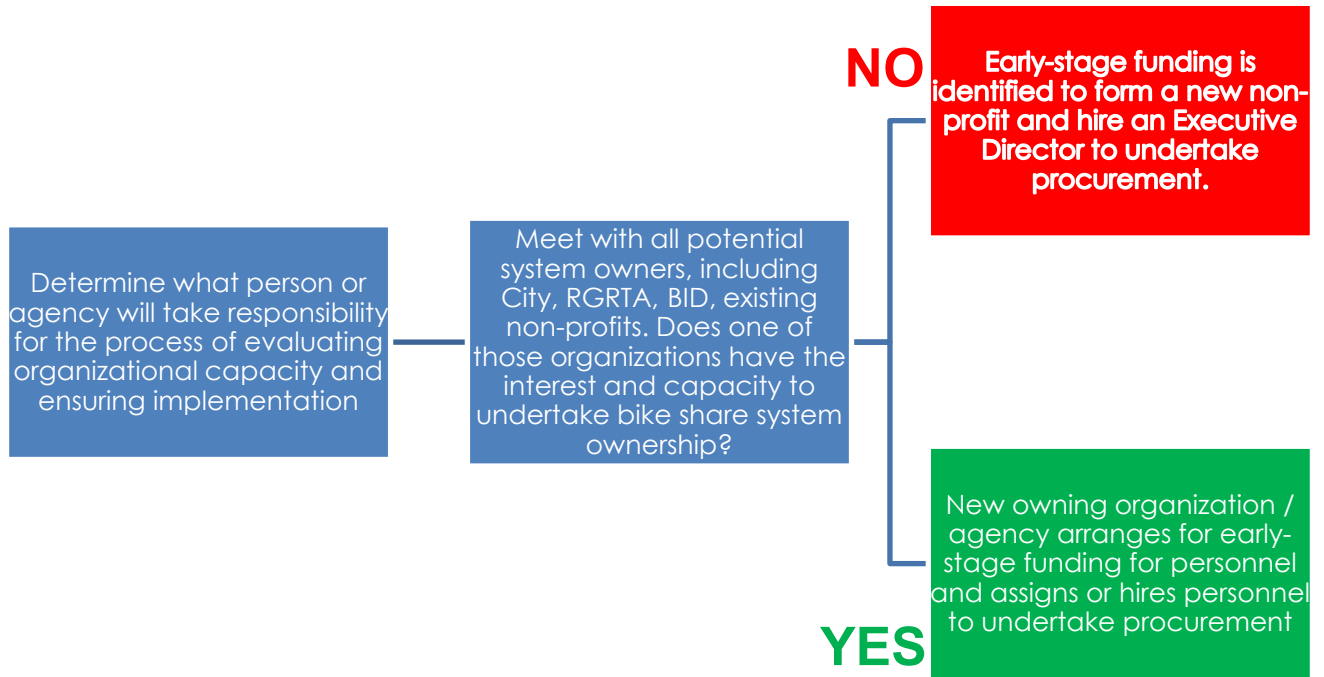 Determine what person or
agency will take responsibility
for the process of evaluating
organizational capacity and
ensuring implementation
Meet with all potential
system owners, including
City, RGRTA, BID, existing
non-profits. Does one of
those organizations have the
interest and capacity to
undertake bike share system
ownership?
NO
Early-stage funding is
identified to form a new non-
profit and hire an Executive
Director to undertake
procurement.
YES
New owning organization /
agency arranges for early-
stage funding for personnel
and assigns or hires personnel
to undertake procurement